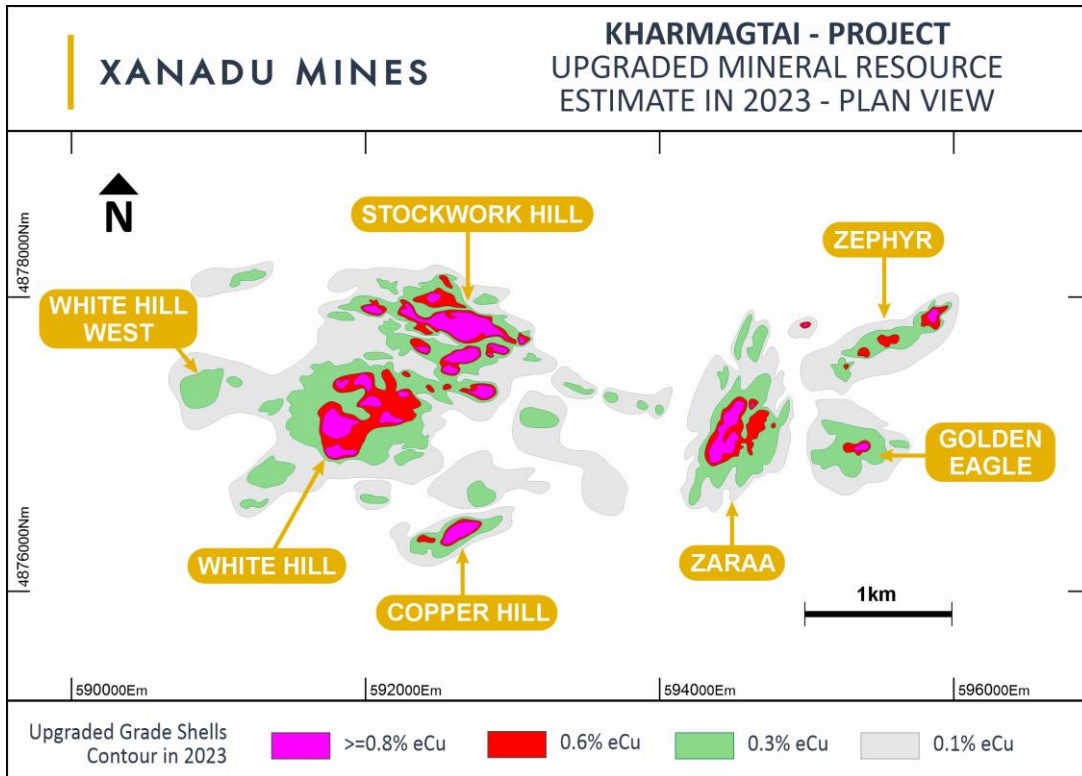 XANADU MINES
KHARMAGTAI - PROJECT
UPGRADED MINERAL RESOURCE
ESTIMATE IN 2023 - PLAN VIEW
N
STOCKWORK HILL
ZEPHYR
WHITE HILL
WEST
GOLDEN
EAGLE
WHITE HILL
COPPER HILL
ZARAA
1km
4878000Nm
4876000Nm
590000Em
592000Em
594000Em
596000Em
Upgraded Grade Shells
Contour in 2023
>=0.8% eCu
0.6% eCu
0.3% eCu
0.1% eCu